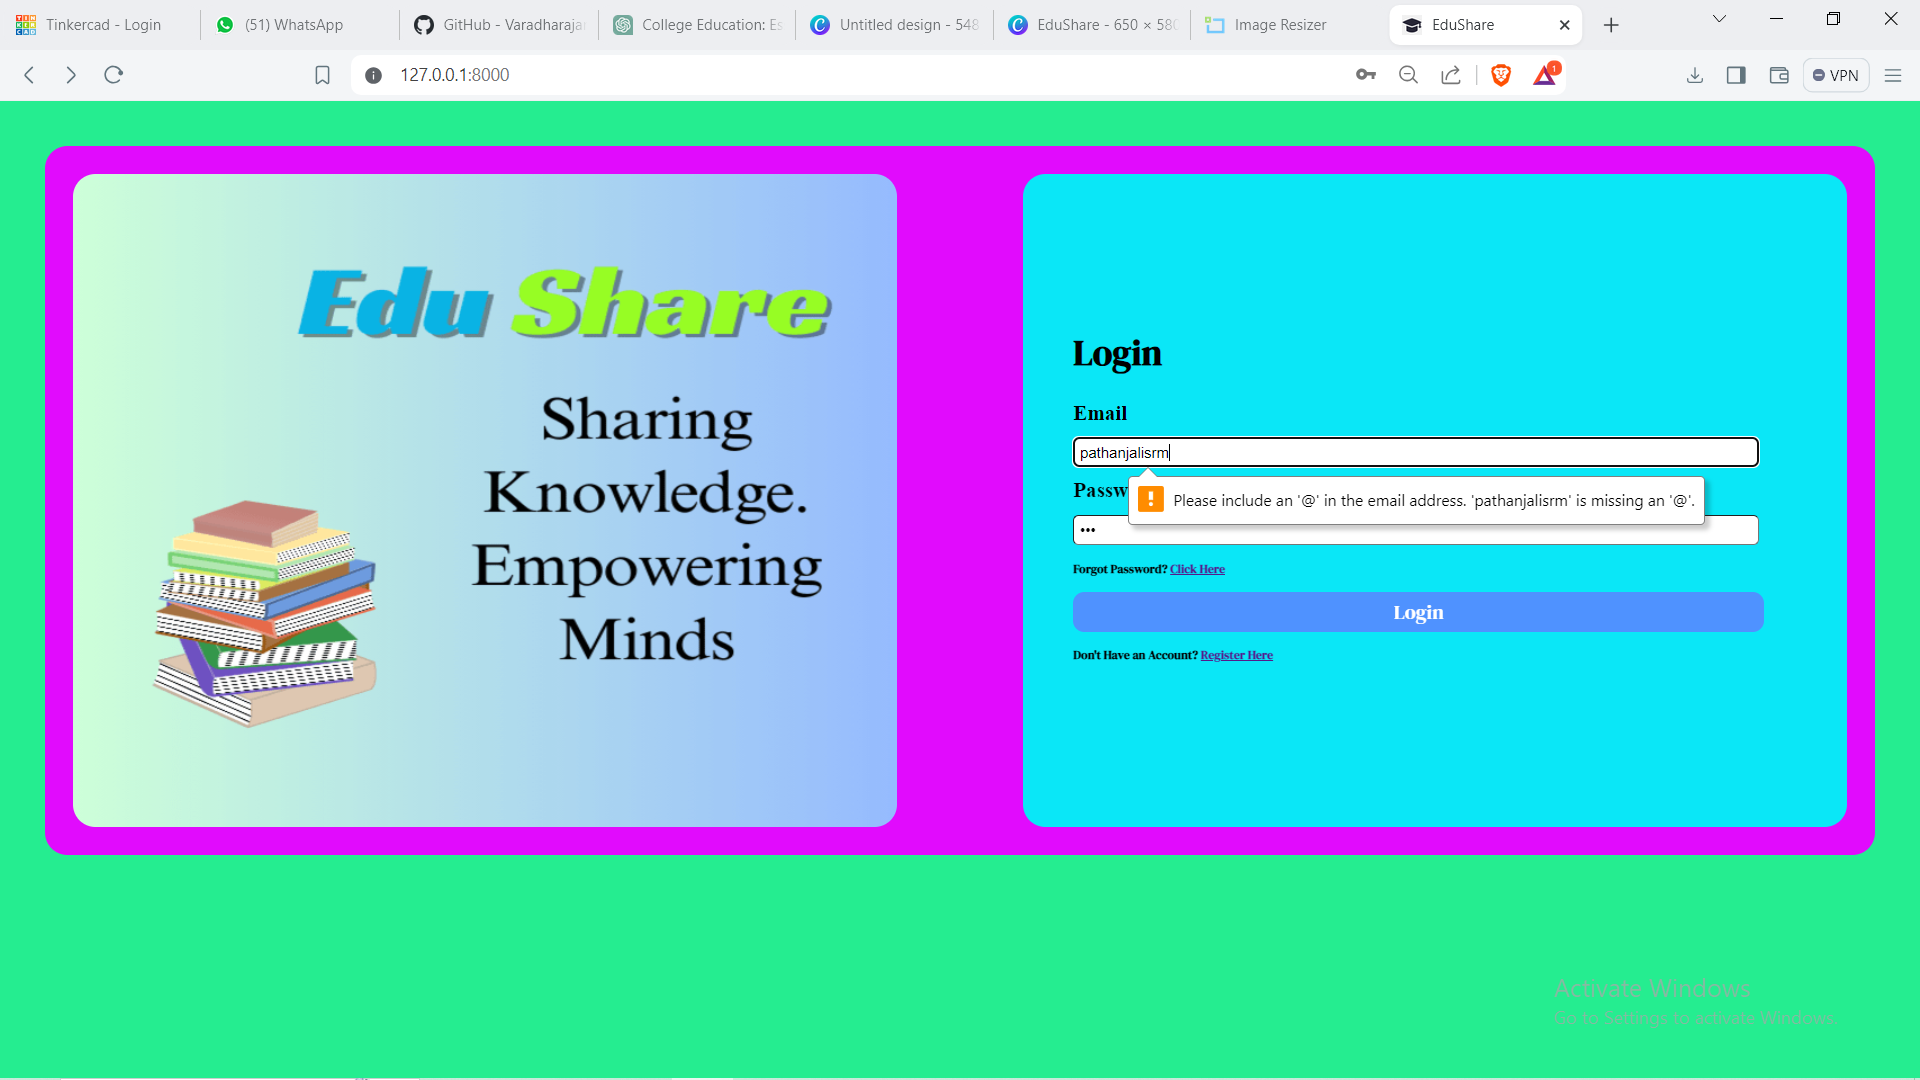 Tinkercad - Login
(51) WhatsApp
GitHub - Varadharaja
College Education: Es
Untitled design - 548
EduShare - 650 × 580
Image Resizer
EduShare
127.0.0.1:8000
1
VPN
Edu Share
Sharing
Knowledge.
Empowering
Minds
Login
Email
pathanjalisrm
Passw
Please include an '@' in the email address. 'pathanjalisrm' is missing an '@'.
•••
Forgot Password? Click Here
Login
Don't Have an Account? Register Here
Activate Windows
Go to Settings to activate Windows.